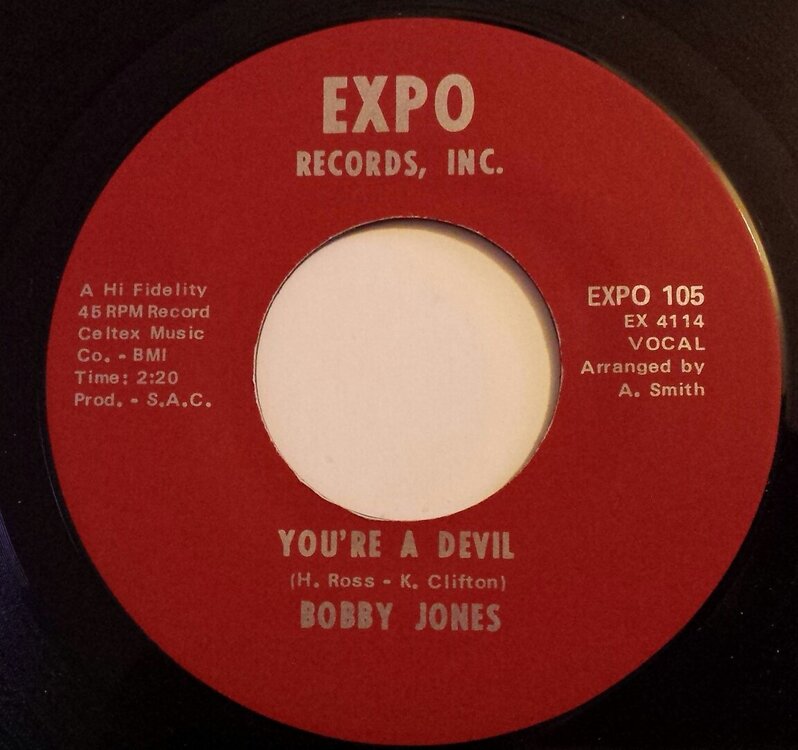 EXPO
RECORDS, INC.
A Hi Fidelity
45 RPM Record
Celtex Music
Co. - BMI
Time: 2:20
Prod. - S.A.C.
EXPO 105
EX 4114
VOCAL
Arranged by
A. Smith
YOU'RE A DEVIL
(H. Ross - K. Clifton)
BOBBY JONES